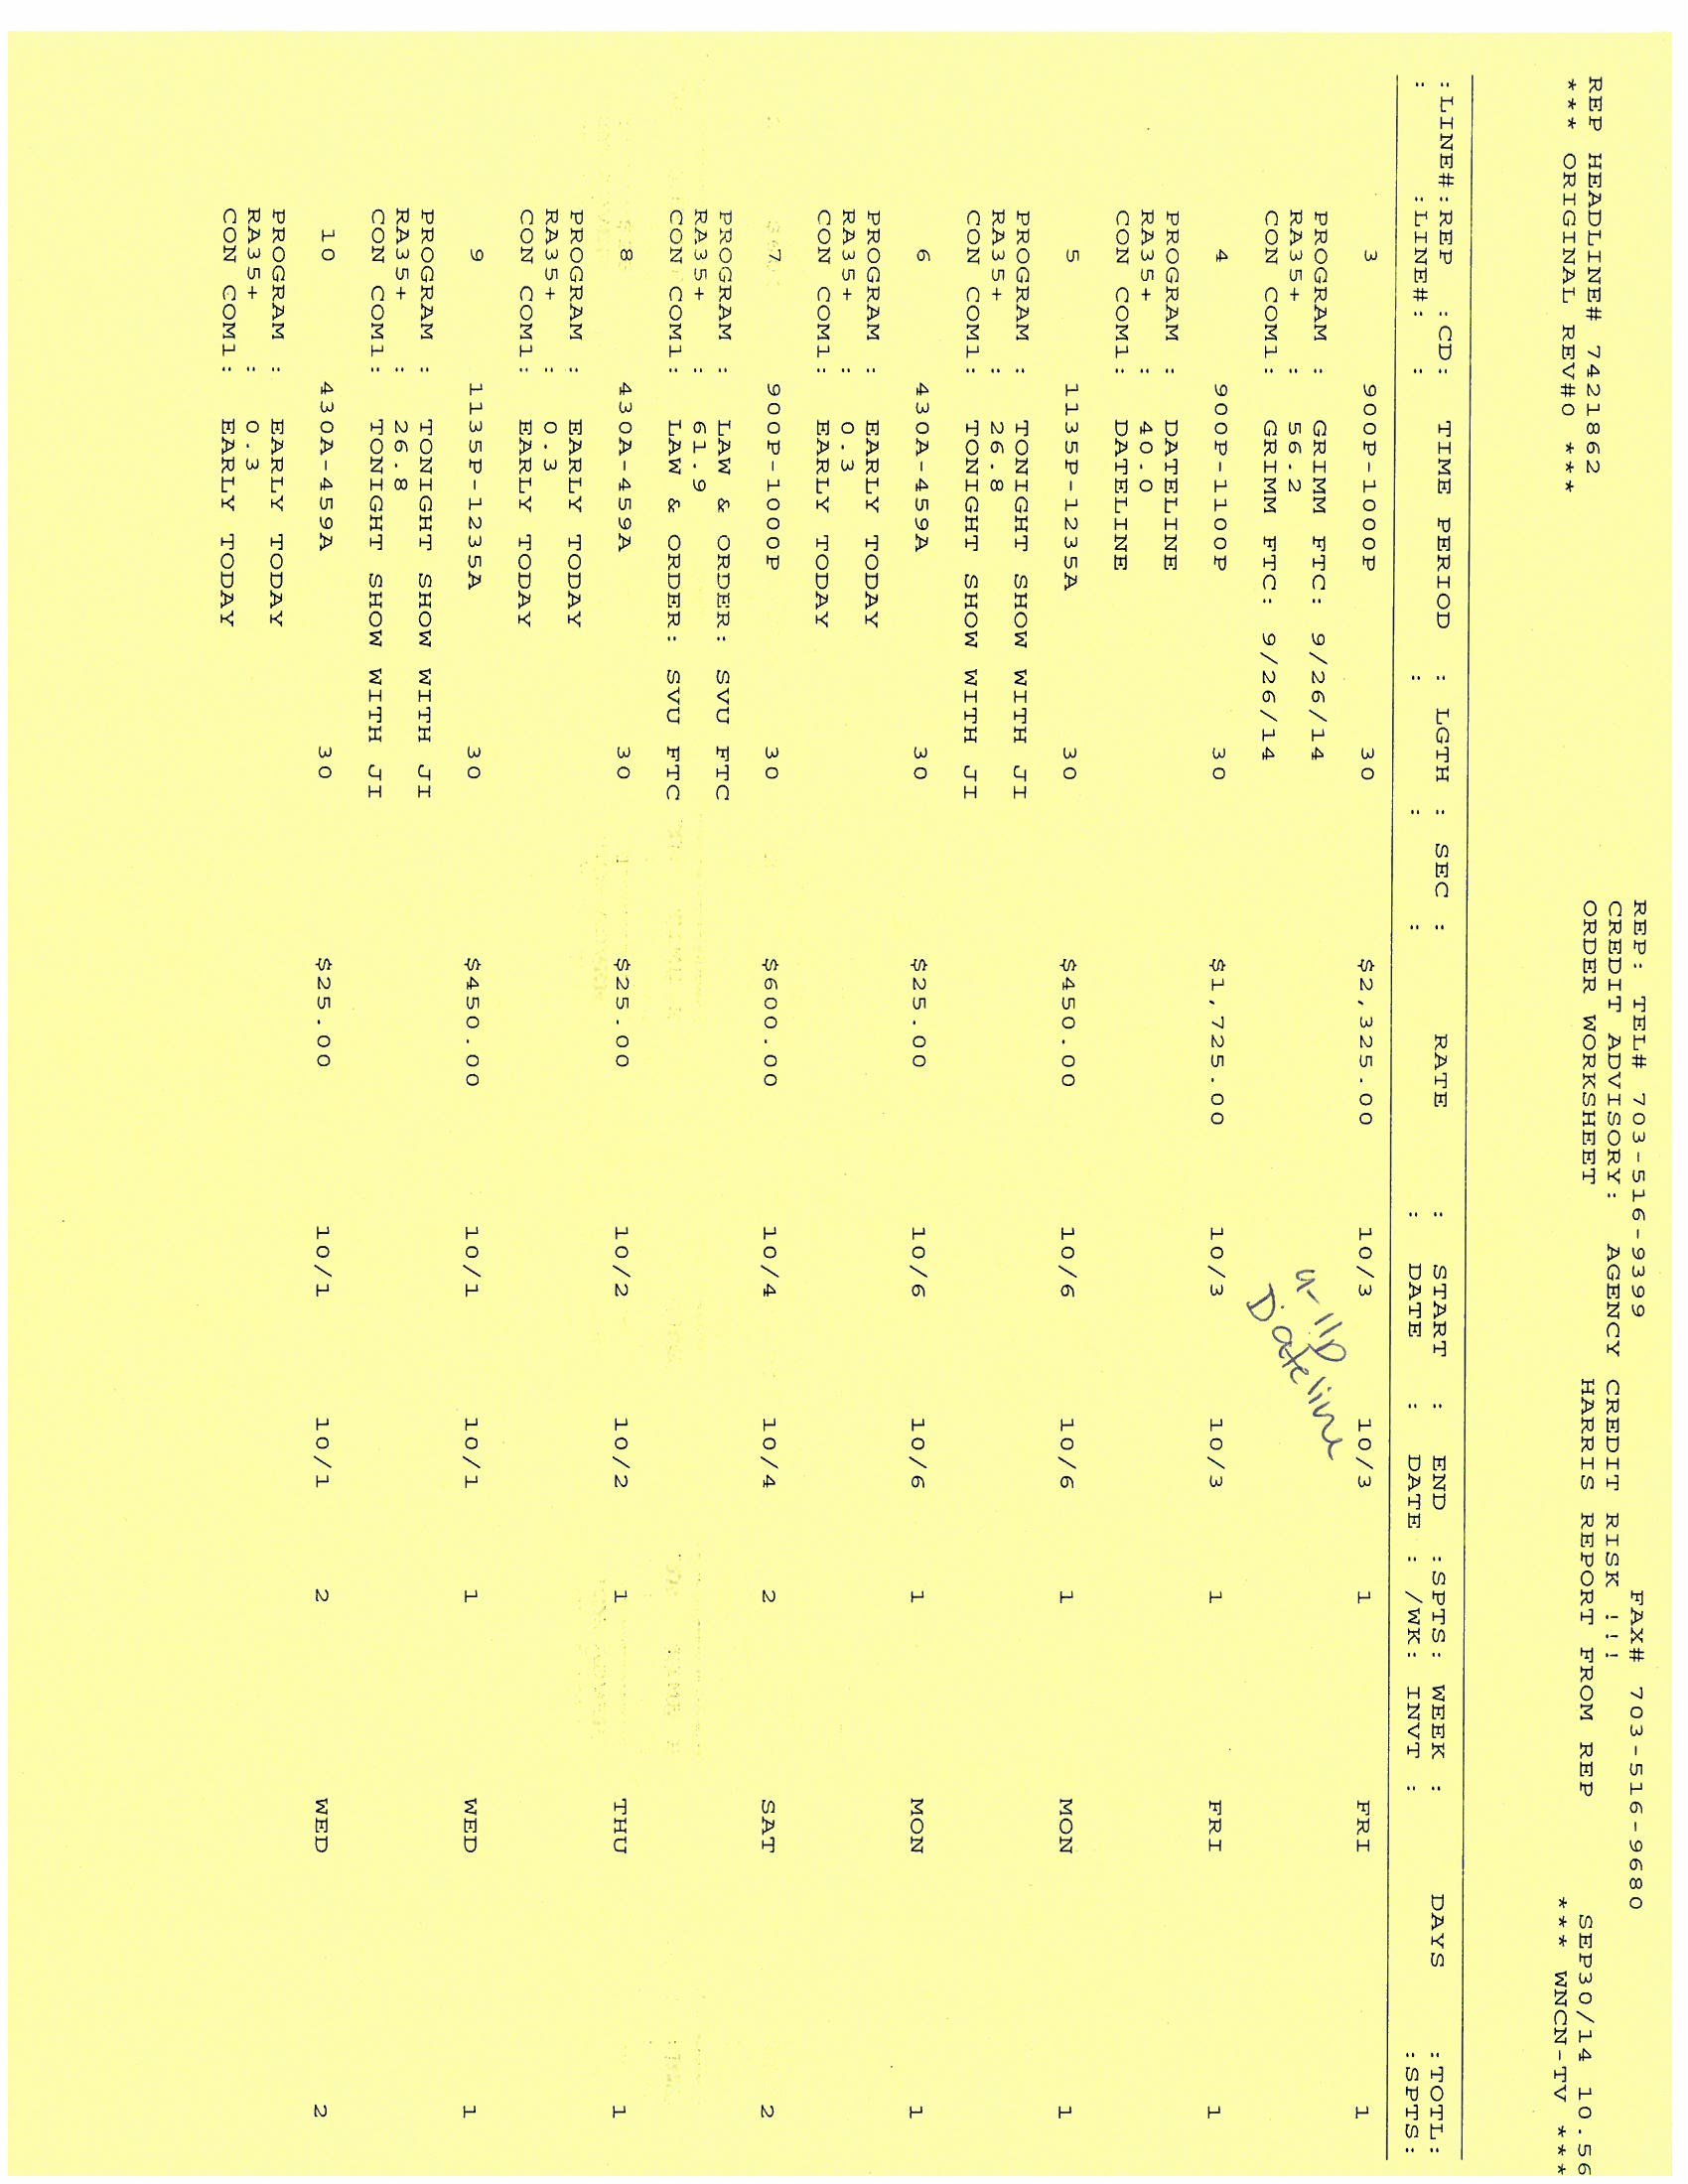 REP: TEL# 703-516-9399 FAX# 703-516-9680
CREDIT ADVISORY: AGENCY CREDIT RISK !!!
REP HEADLINE# 7421862 ORDER WORKSHEET HARRIS REPORT FROM REP SEP30/14 10.56
*** ORIGINAL REV#0 *** *** WNCN-TV ***
:LINE#:REP :CD: TIME PERIOD : LGTH : SEC : RATE : START : END :SPTS: WEEK : DAYS :TOTL:
: :LINE#: : : : : DATE : DATE : /WK: INVT : :SPTS:
3 900P-1000P 30 $2,325.00 10/3 10/3 1 FRI 1
PROGRAM : GRIMM FTC: 9/26/14
RA35+ : 56.2
CON COM1: GRIMM FTC: 9/26/14
9-11p
Dateline
4 900P-1100P 30 $1,725.00 10/3 10/3 1 FRI 1
PROGRAM : DATELINE
RA35+ : 40.0
CON COM1: DATELINE
5 1135P-1235A 30 $450.00 10/6 10/6 1 MON 1
PROGRAM : TONIGHT SHOW WITH JI
RA35+ : 26.8
CON COM1: TONIGHT SHOW WITH JI
6 430A-459A 30 $25.00 10/6 10/6 1 MON 1
PROGRAM : EARLY TODAY
RA35+ : 0.3
CON COM1: EARLY TODAY
7 900P-1000P 30 $600.00 10/4 10/4 2 SAT 2
PROGRAM : LAW & ORDER: SVU FTC
RA35+ : 61.9
CON COM1: LAW & ORDER: SVU FTC
8 430A-459A 30 $25.00 10/2 10/2 1 THU 1
PROGRAM : EARLY TODAY
RA35+ : 0.3
CON COM1: EARLY TODAY
9 1135P-1235A 30 $450.00 10/1 10/1 1 WED 1
PROGRAM : TONIGHT SHOW WITH JI
RA35+ : 26.8
CON COM1: TONIGHT SHOW WITH JI
10 430A-459A 30 $25.00 10/1 10/1 2 WED 2
PROGRAM : EARLY TODAY
RA35+ : 0.3
CON COM1: EARLY TODAY